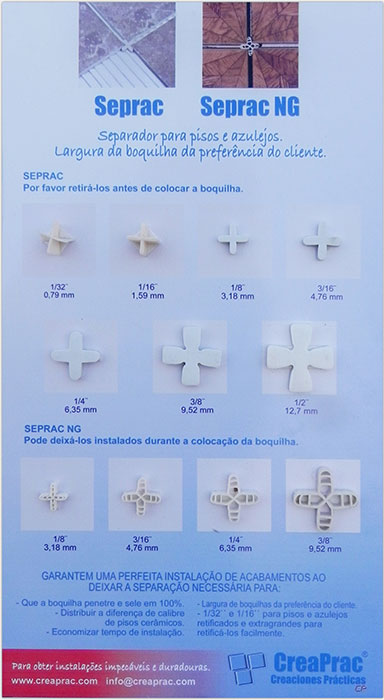 Seprac Seprac NG
Separador para pisos e azulejos.
Largura da boquilha da preferência do cliente.
SEPRAC
Por favor retirá-los antes de colocar a boquilha.
1/32¨ 1/16¨ 1/8¨ 3/16¨
0,79 mm 1,59 mm 3,18 mm 4,76 mm
1/4¨ 3/8¨ 1/2¨
6,35 mm 9,52 mm 12,7 mm
SEPRAC NG
Pode deixá-los instalados durante a colocação da boquilha.
1/8¨ 3/16¨ 1/4¨ 3/8¨
3,18 mm 4,76 mm 6,35 mm 9,52 mm
GARANTEM UMA PERFEITA INSTALAÇÃO DE ACABAMENTOS AO
DEIXAR A SEPARAÇÃO NECESSÁRIA PARA:
- Que a boquilha penetre e sele em 100%.
- Distribuir a diferença de calibre
de pisos cerâmicos.
- Economizar tempo de instalação.
- Largura de boquilhas da preferência do cliente.
- 1/32¨ e 1/16¨¨ para pisos e azulejos
retificados e extragrandes para
retificá-los facilmente.
Para obter instalações impecáveis e duradouras.
www.creaprac.com info@creaprac.com
CreaPrac®
Creaciones Prácticas
CP